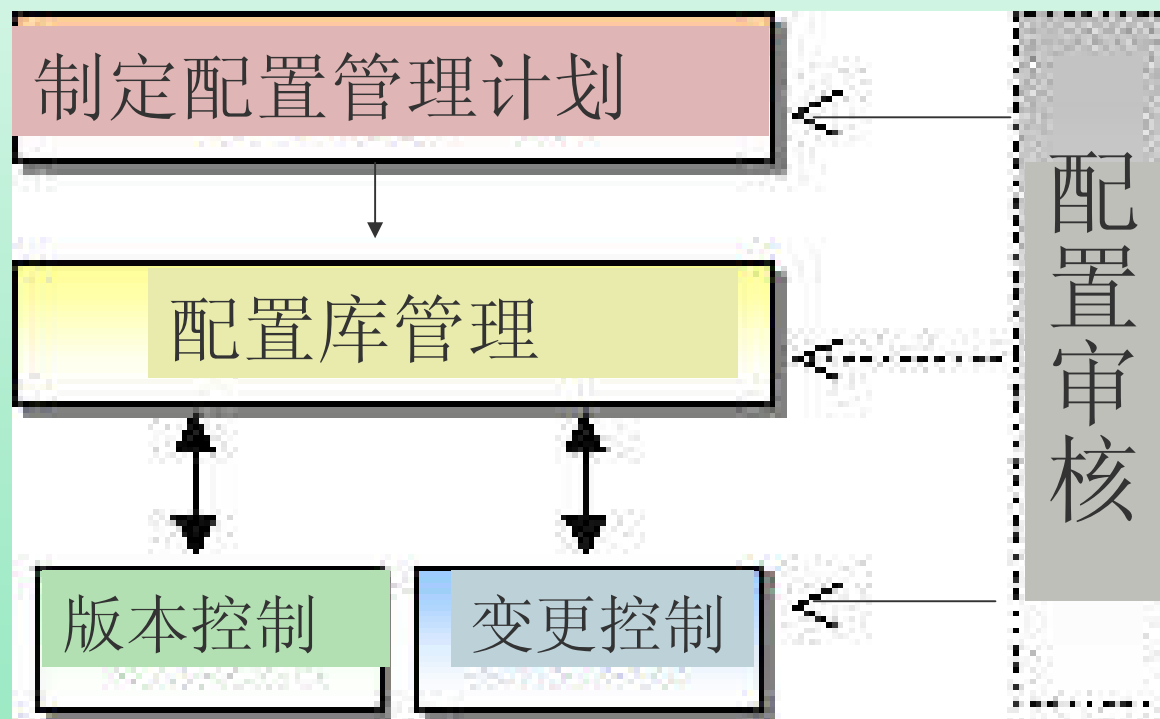 制定配置管理计划
配置库管理
版本控制
变更控制
配置审核